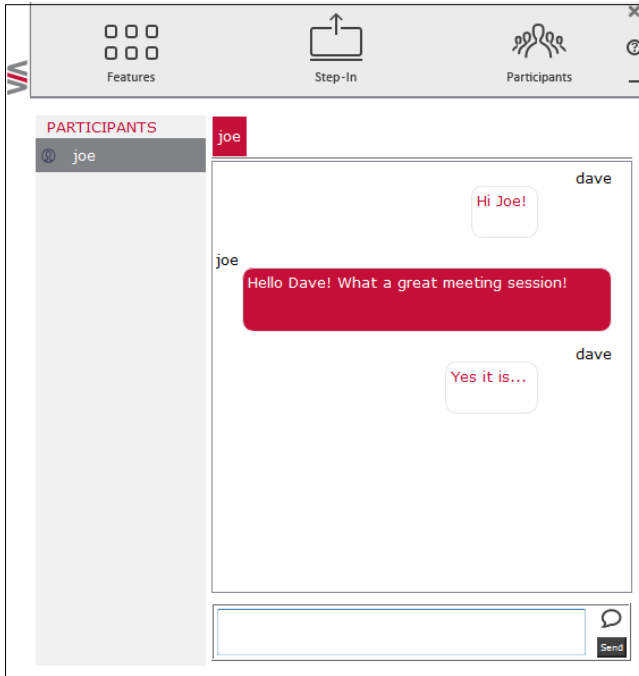 Features
Step-In
Participants
PARTICIPANTS
joe
joe
dave
Hi Joe!
joe
Hello Dave! What a great meeting session!
dave
Yes it is...
Send